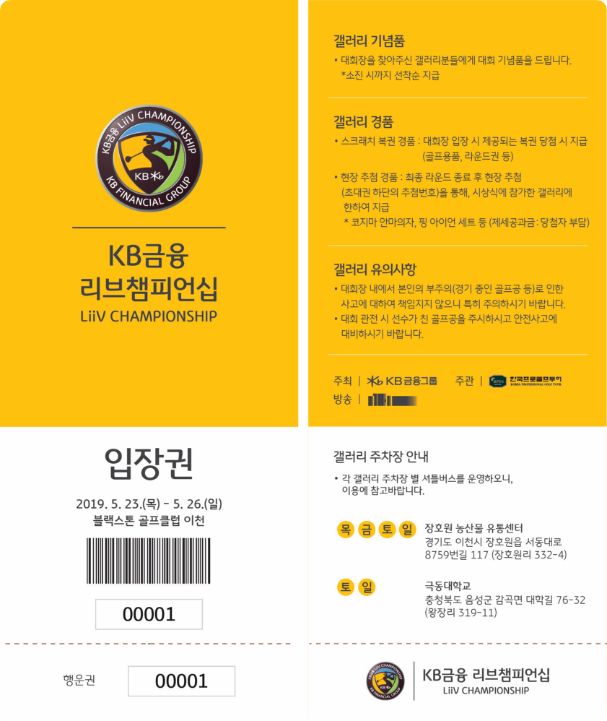 KB금융 LiiV CHAMPIONSHIP
KB
KB FINANCIAL GROUP
KB금융
리브챔피언십
LiiV CHAMPIONSHIP
입장권
2019. 5. 23.(목) - 5. 26.(일)
블랙스톤 골프클럽 이천
00001
행운권
00001
갤러리 기념품
• 대회장을 찾아주신 갤러리분들에게 대회 기념품을 드립니다.
*소진 시까지 선착순 지급
갤러리 경품
• 스크래치 복권 경품 : 대회장 입장 시 제공되는 복권 당첨 시 지급
(골프용품, 라운드권 등)
• 현장 추첨 경품 : 최종 라운드 종료 후 현장 추첨
(초대권 하단의 추첨번호)을 통해, 시상식에 참가한 갤러리에
한하여 지급
* 코지마 안마의자, 핑 아이언 세트 등 (제세공과금 : 당첨자 부담)
갤러리 유의사항
• 대회장 내에서 본인의 부주의(경기 중인 골프공 등)로 인한
사고에 대하여 책임지지 않으니 특히 주의하시기 바랍니다.
• 대회 관전 시 선수가 친 골프공을 주시하시고 안전사고에
대비하시기 바랍니다.
주최 | KB금융그룹 주관 | 한국프로골프투어
방송 |
갤러리 주차장 안내
• 각 갤러리 주차장 별 셔틀버스를 운영하오니,
이용에 참고바랍니다.
목 금 토 일 장호원 농산물 유통센터
경기도 이천시 장호원읍 서동대로
8759번길 117 (장호원리 332-4)
토 일 극동대학교
충청북도 음성군 감곡면 대학길 76-32
(왕장리 319-11)
KB금융 리브챔피언십
LiiV CHAMPIONSHIP